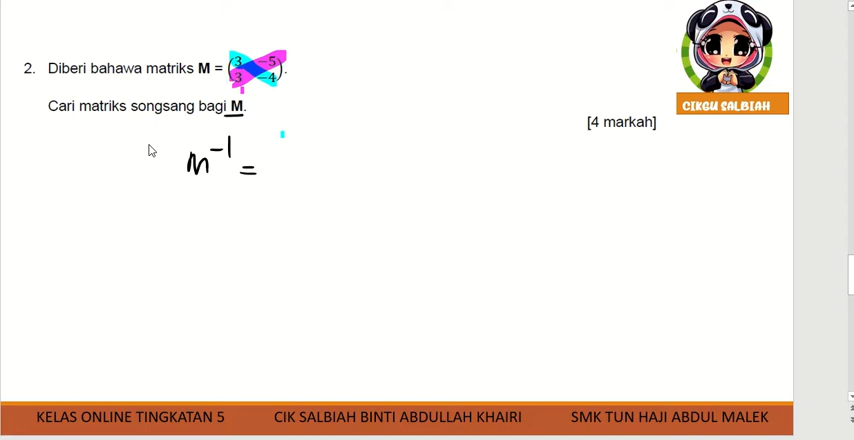 2. Diberi bahawa matriks M = (3 −5
3 −4).
Cari matriks songsang bagi M.
[4 markah]
CIKGU SALBIAH
M⁻¹ =
KELAS ONLINE TINGKATAN 5 CIK SALBIAH BINTI ABDULLAH KHAIRI SMK TUN HAJI ABDUL MALEK